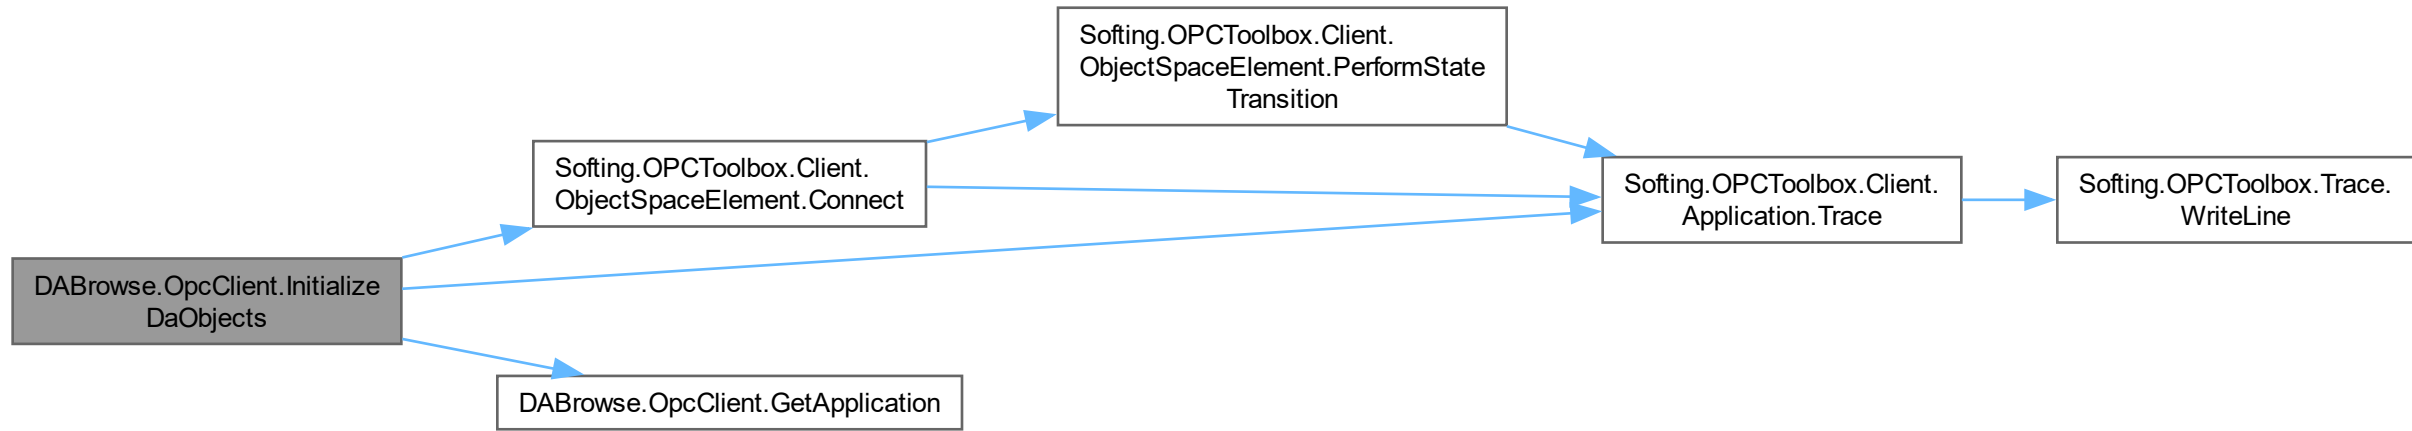 DABrowse.OpcClient.Initialize
DaObjects
Softing.OPCToolbox.Client.
ObjectSpaceElement.Connect
Softing.OPCToolbox.Client.
ObjectSpaceElement.PerformState
Transition
Softing.OPCToolbox.Client.
Application.Trace
Softing.OPCToolbox.Trace.
WriteLine
DABrowse.OpcClient.GetApplication